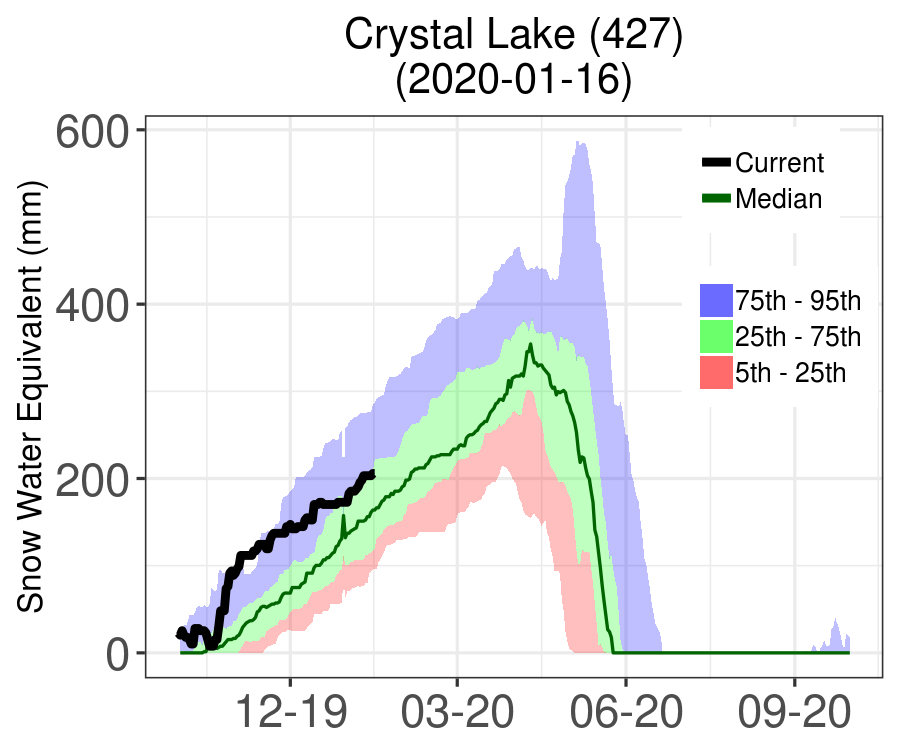 Crystal Lake (427)
(2020-01-16)
Snow Water Equivalent (mm)
600
400
200
0
Current
Median
75th - 95th
25th - 75th
5th - 25th
12-19 03-20 06-20 09-20